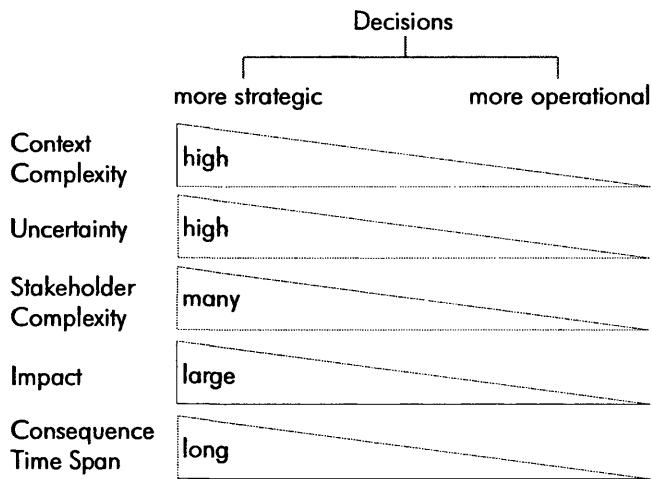 Decisions
more strategic more operational
Context
Complexity
high
Uncertainty
high
Stakeholder
Complexity
many
Impact
large
Consequence
Time Span
long